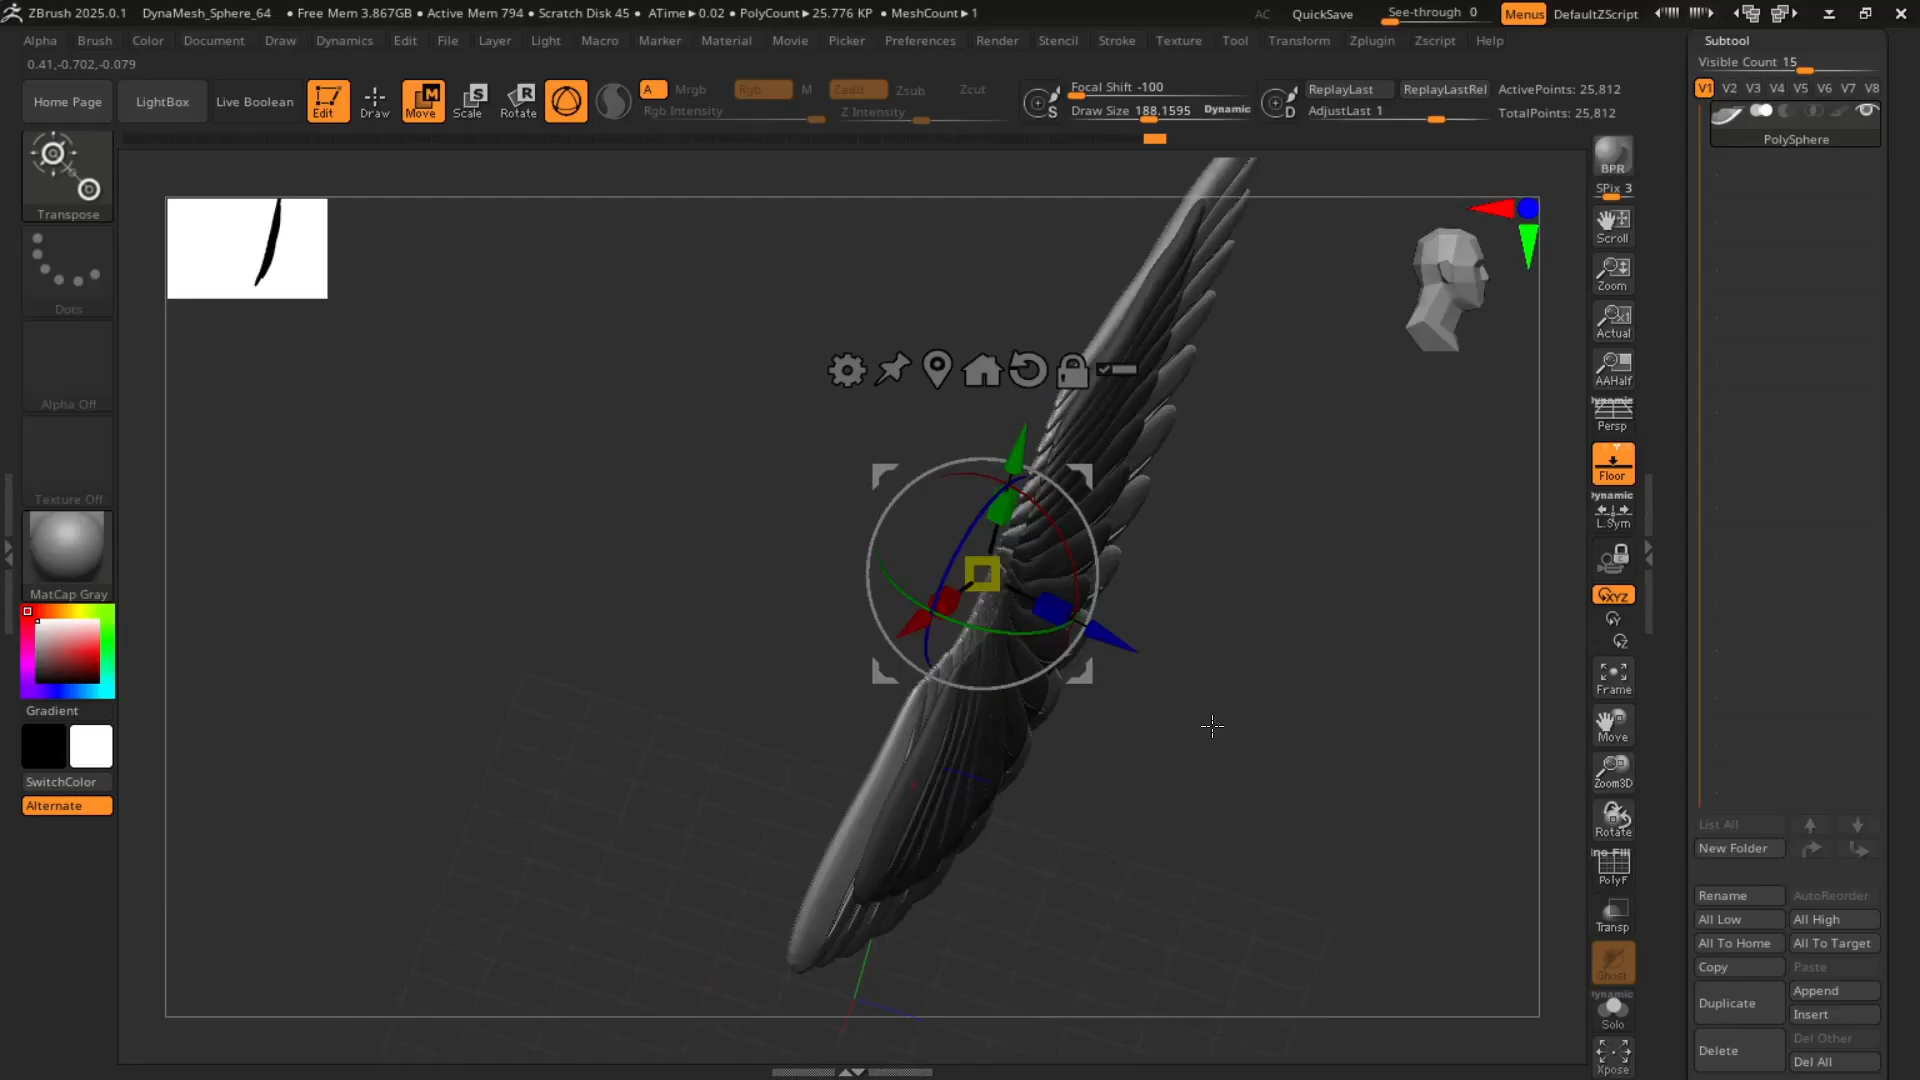 ZBrush 2025.0.1 DynaMesh_Sphere_64 • Free Mem 3.867GB • Active Mem 794 • Scratch Disk 45 • ATime▸0.02 • PolyCount▸25.776 KP • MeshCount▸1 AC QuickSave See-through 0 Menus DefaultZScript
Alpha Brush Color Document Draw Dynamics Edit File Layer Light Macro Marker Material Movie Picker Preferences Render Stencil Stroke Texture Tool Transform Zplugin Zscript Help
0.41,-0.702,-0.079
Home Page LightBox Live Boolean Edit Draw Move Scale Rotate
A Mrgb Rgb M Zadd Zsub Zcut
Rgb Intensity Z Intensity
Focal Shift -100
Draw Size 188.1595 Dynamic
S D
ReplayLast ReplayLastRel ActivePoints: 25,812
AdjustLast 1 TotalPoints: 25,812
Transpose
Dots
Alpha Off
Texture Off
MatCap Gray
Gradient
SwitchColor
Alternate
BPR
SPix 3
Scroll
Zoom
Actual
AAHalf
Dynamic
Persp
Floor
Dynamic
L.Sym
XYZ
Frame
Move
Zoom3D
Rotate
PolyF
Transp
Ghost
Dynamic
Solo
Xpose
Subtool
Visible Count 15
V1 V2 V3 V4 V5 V6 V7 V8
PolySphere
List All
New Folder
Rename AutoReorder
All Low All High
All To Home All To Target
Copy Paste
Duplicate Append
Insert
Delete Del Other
Del All